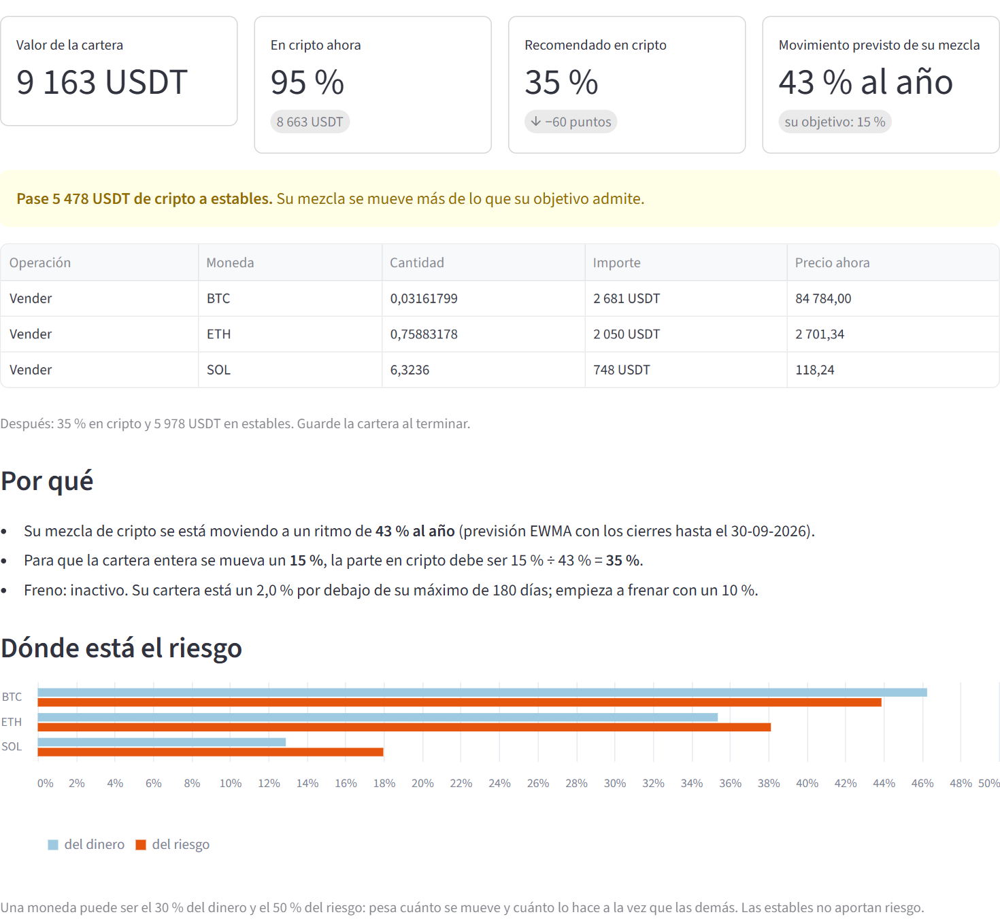 Valor de la cartera
9 163 USDT
En cripto ahora
95 %
8 663 USDT
Recomendado en cripto
35 %
↓ −60 puntos
Movimiento previsto de su mezcla
43 % al año
su objetivo: 15 %
Pase 5 478 USDT de cripto a estables. Su mezcla se mueve más de lo que su objetivo admite.
Operación Moneda Cantidad Importe Precio ahora
Vender BTC 0,03161799 2 681 USDT 84 784,00
Vender ETH 0,75883178 2 050 USDT 2 701,34
Vender SOL 6,3236 748 USDT 118,24
Después: 35 % en cripto y 5 978 USDT en estables. Guarde la cartera al terminar.
Por qué
• Su mezcla de cripto se está moviendo a un ritmo de 43 % al año (previsión EWMA con los cierres hasta el 30-09-2026).
• Para que la cartera entera se mueva un 15 %, la parte en cripto debe ser 15 % ÷ 43 % = 35 %.
• Freno: inactivo. Su cartera está un 2,0 % por debajo de su máximo de 180 días; empieza a frenar con un 10 %.
Dónde está el riesgo
BTC
ETH
SOL
0% 2% 4% 6% 8% 10% 12% 14% 16% 18% 20% 22% 24% 26% 28% 30% 32% 34% 36% 38% 40% 42% 44% 46% 48% 50%
del dinero del riesgo
Una moneda puede ser el 30 % del dinero y el 50 % del riesgo: pesa cuánto se mueve y cuánto lo hace a la vez que las demás. Las estables no aportan riesgo.